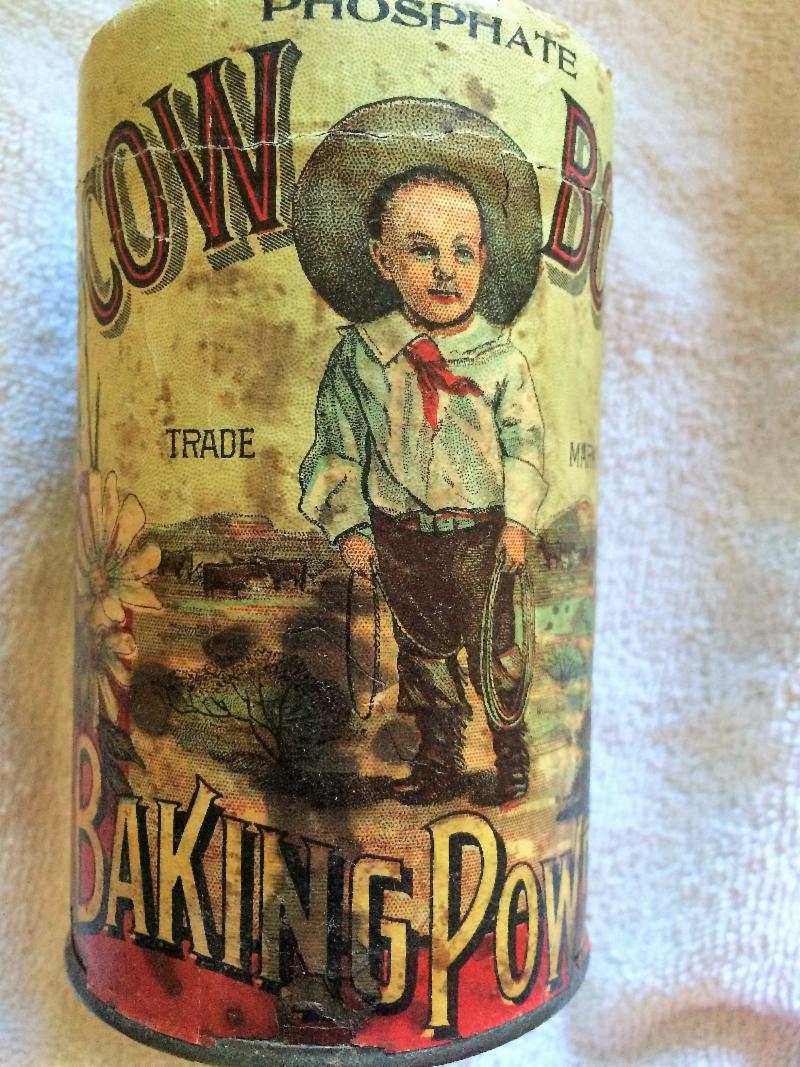 PHOSPHATE
COW BO
TRADE MAR
BAKING POW